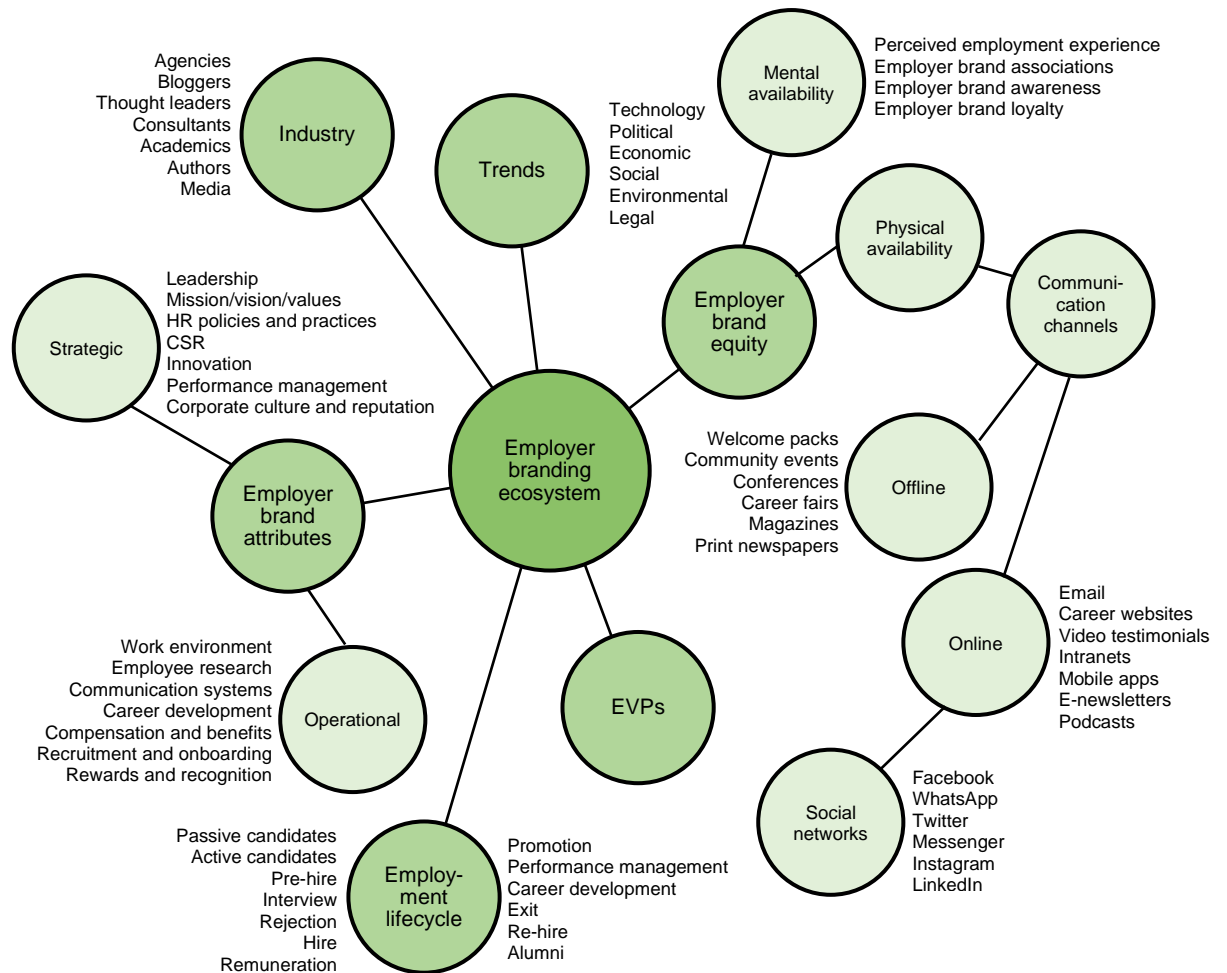 Agencies
Bloggers
Thought leaders
Consultants
Academics
Authors
Media
Industry
Trends
Technology
Political
Economic
Social
Environmental
Legal
Mental
availability
Perceived employment experience
Employer brand associations
Employer brand awareness
Employer brand loyalty
Physical
availability
Communi-
cation
channels
Employer
brand
equity
Strategic
Leadership
Mission/vision/values
HR policies and practices
CSR
Innovation
Performance management
Corporate culture and reputation
Employer
branding
ecosystem
Employer
brand
attributes
Welcome packs
Community events
Conferences
Career fairs
Magazines
Print newspapers
Offline
Online
Email
Career websites
Video testimonials
Intranets
Mobile apps
E-newsletters
Podcasts
Work environment
Employee research
Communication systems
Career development
Compensation and benefits
Recruitment and onboarding
Rewards and recognition
Operational
EVPs
Social
networks
Facebook
WhatsApp
Twitter
Messenger
Instagram
LinkedIn
Passive candidates
Active candidates
Pre-hire
Interview
Rejection
Hire
Remuneration
Employ-
ment
lifecycle
Promotion
Performance management
Career development
Exit
Re-hire
Alumni